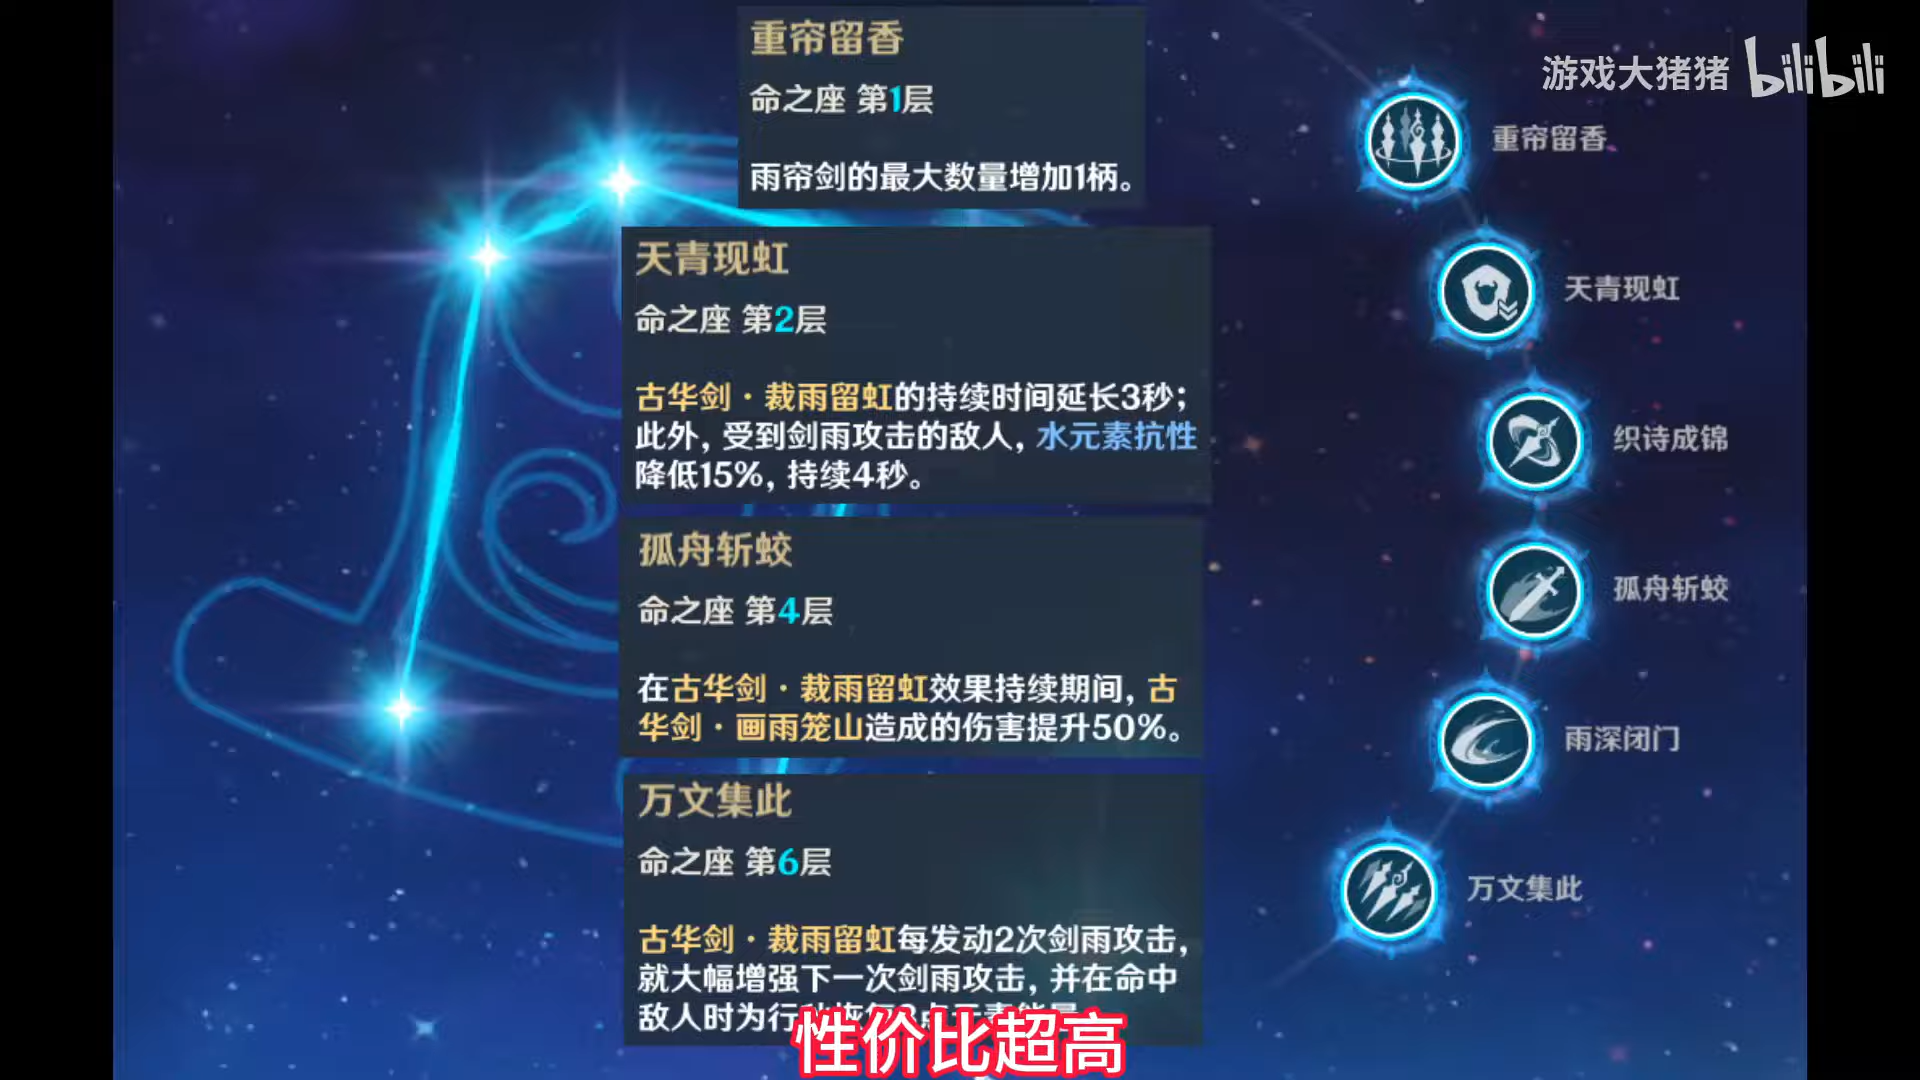 重帘留香
命之座 第1层
雨帘剑的最大数量增加1柄。
天青现虹
命之座 第2层
古华剑·裁雨留虹的持续时间延长3秒；
此外，受到剑雨攻击的敌人，水元素抗性
降低15%，持续4秒。
孤舟斩蛟
命之座 第4层
在古华剑·裁雨留虹效果持续期间，古
华剑·画雨笼山造成的伤害提升50%。
万文集此
命之座 第6层
古华剑·裁雨留虹每发动2次剑雨攻击，
就大幅增强下一次剑雨攻击，并在命中
敌人时为行
性价比超高
游戏大猪猪 bilibili
重帘留香
天青现虹
织诗成锦
孤舟斩蛟
雨深闭门
万文集此